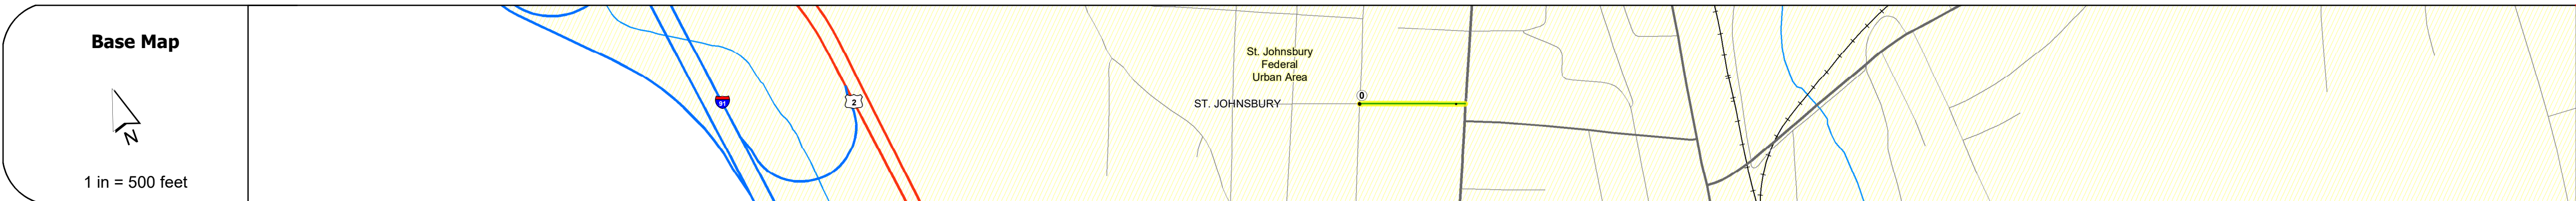 Base Map
N
1 in = 500 feet
91
2
St. Johnsbury
Federal
Urban Area
0
ST. JOHNSBURY